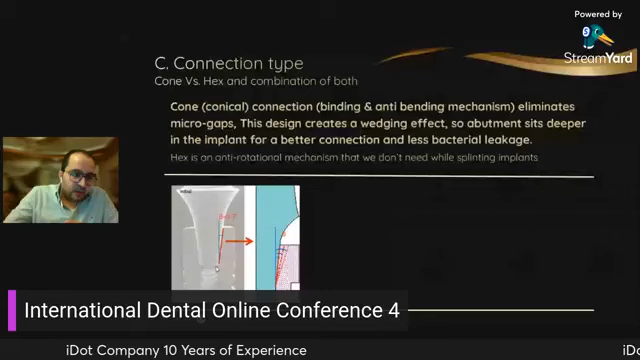 Powered by
StreamYard
C. Connection type
Cone Vs. Hex and combination of both
Cone (conical) connection (binding & anti bending mechanism) eliminates
micro-gaps, This design creates a wedging effect, so abutment sits deeper
in the implant for a better connection and less bacterial leakage.
Hex is an anti-rotational mechanism that we don't need while splinting implants
International Dental Online Conference 4
iDot Company 10 Years of Experience
iDo